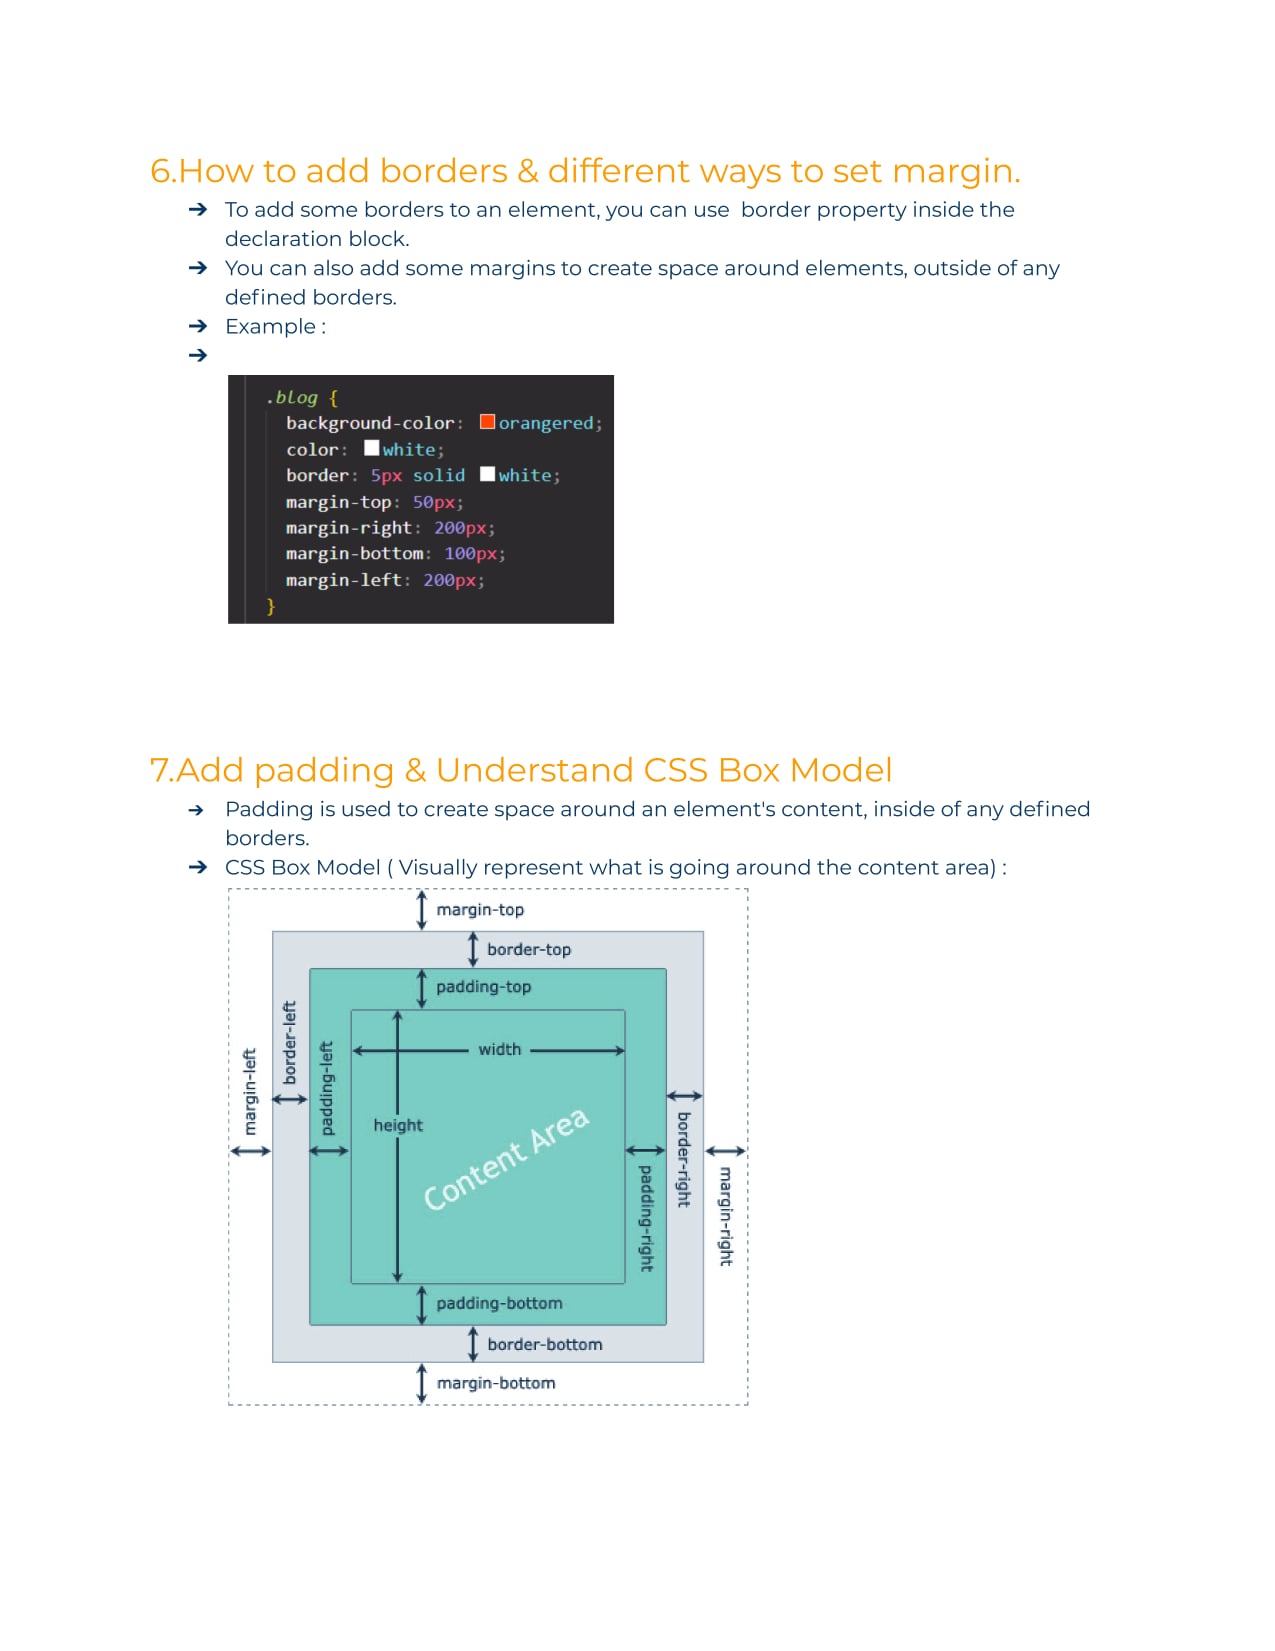 6.How to add borders & different ways to set margin.
➔ To add some borders to an element, you can use  border property inside the
declaration block.
➔ You can also add some margins to create space around elements, outside of any
defined borders.
➔ Example :
➔
.blog {
background-color: orangered;
color: white;
border: 5px solid white;
margin-top: 50px;
margin-right: 200px;
margin-bottom: 100px;
margin-left: 200px;
}
7.Add padding & Understand CSS Box Model
➔ Padding is used to create space around an element's content, inside of any defined
borders.
➔ CSS Box Model ( Visually represent what is going around the content area) :
margin-top
border-top
padding-top
margin-left
border-left
padding-left
width
height
Content Area
padding-right
border-right
margin-right
padding-bottom
border-bottom
margin-bottom